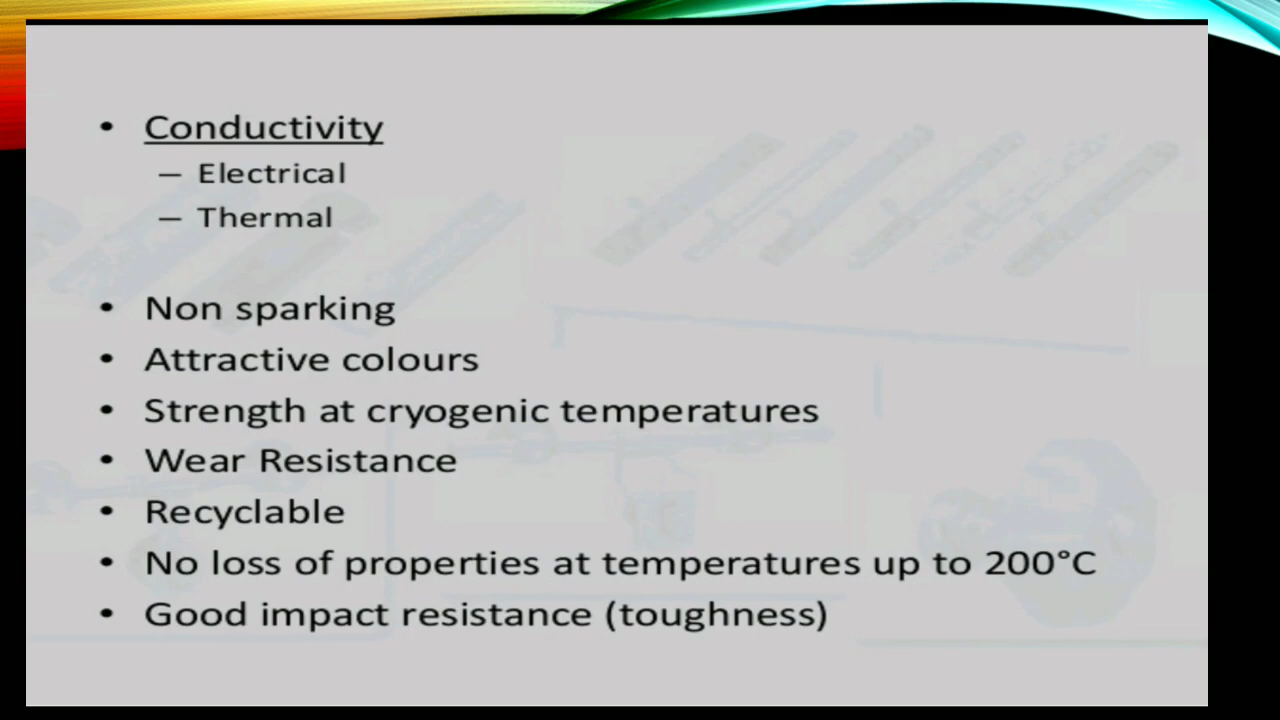 • Conductivity
– Electrical
– Thermal
• Non sparking
• Attractive colours
• Strength at cryogenic temperatures
• Wear Resistance
• Recyclable
• No loss of properties at temperatures up to 200°C
• Good impact resistance (toughness)